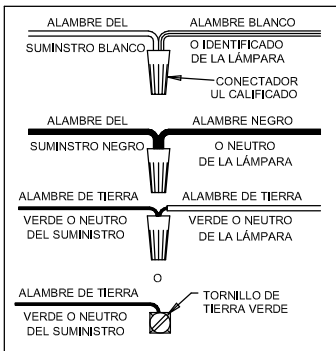 ALAMBRE DEL
SUMINSTRO BLANCO
ALAMBRE BLANCO
O IDENTIFICADO
DE LA LÁMPARA
CONECTADOR
UL CALIFICADO
ALAMBRE DEL
SUMINSTRO NEGRO
ALAMBRE NEGRO
O NEUTRO
DE LA LÁMPARA
ALAMBRE DE TIERRA
VERDE O NEUTRO
DEL SUMINISTRO
ALAMBRE DE TIERRA
VERDE O NEUTRO
DE LA LÁMPARA
O
ALAMBRE DE TIERRA
VERDE O NEUTRO
DEL SUMINISTRO
TORNILLO DE
TIERRA VERDE